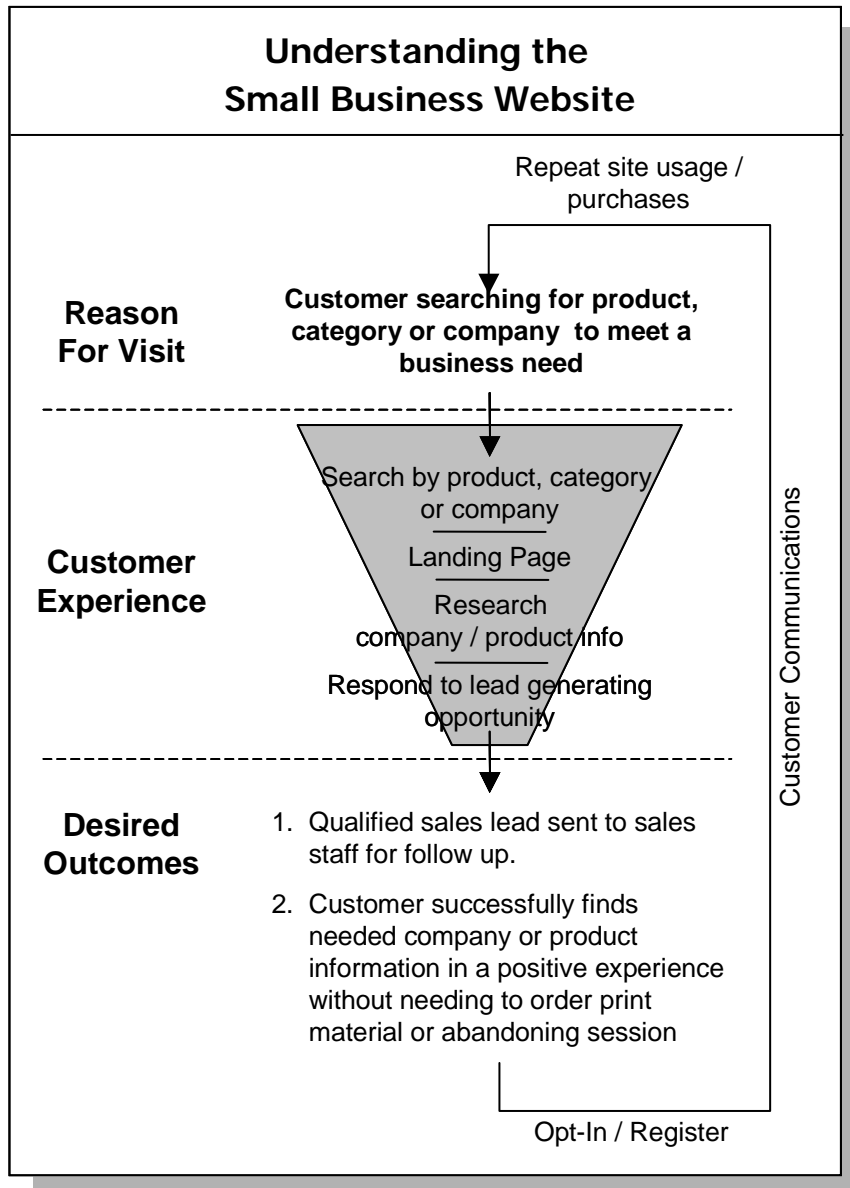 Understanding the
Small Business Website
Repeat site usage /
purchases
Reason
For Visit
Customer searching for product,
category or company to meet a
business need
Customer
Experience
Search by product, category
or company
Landing Page
Research
company / product info
Respond to lead generating
opportunity
Customer Communications
Desired
Outcomes
1. Qualified sales lead sent to sales
staff for follow up.
2. Customer successfully finds
needed company or product
information in a positive experience
without needing to order print
material or abandoning session
Opt-In / Register